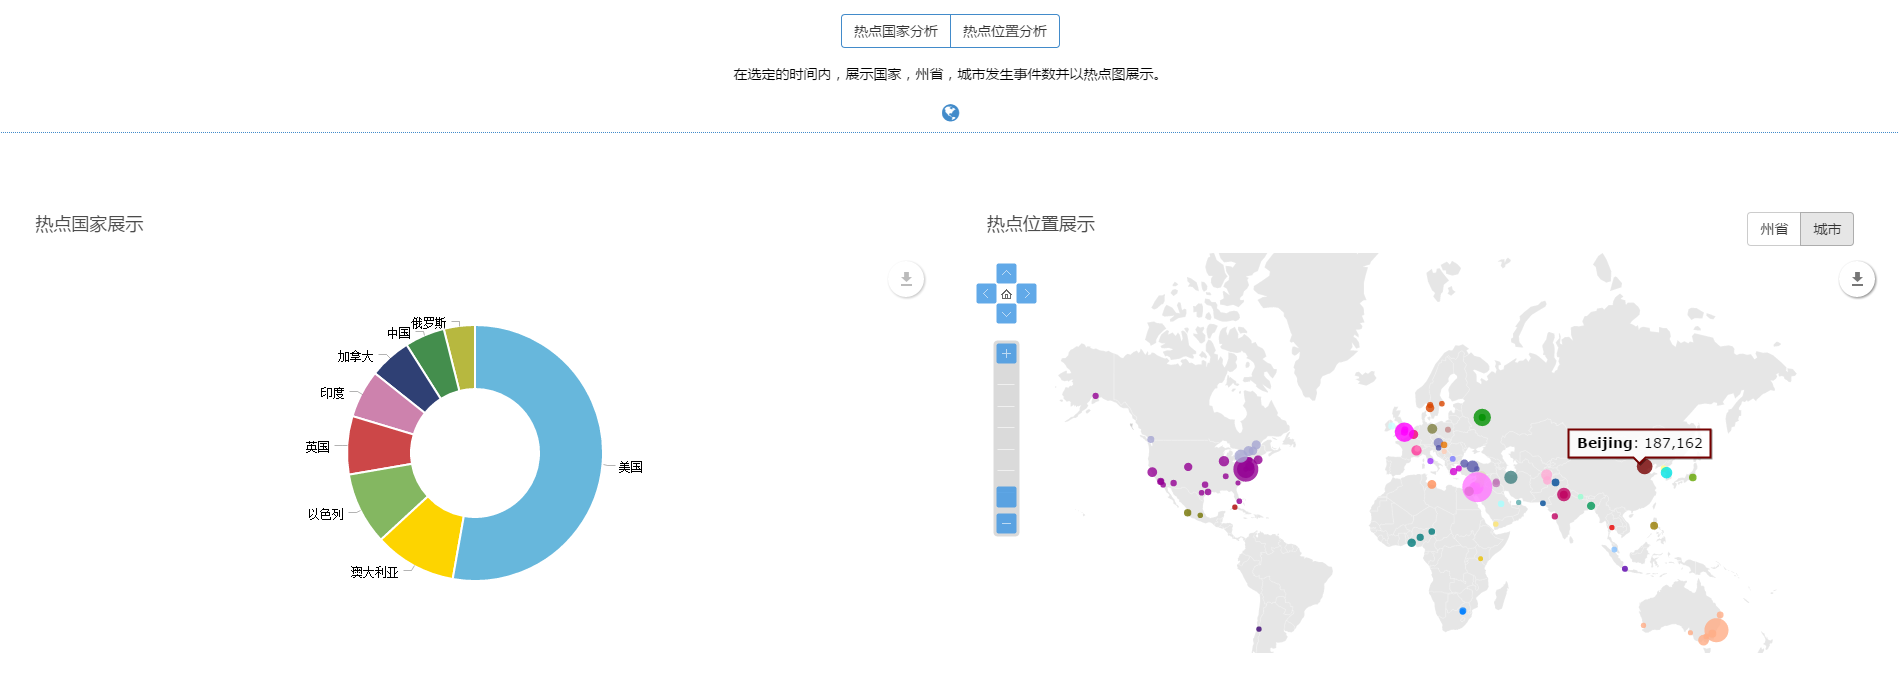 热点国家分析 热点位置分析
在选定的时间内，展示国家，州省，城市发生事件数并以热点图展示。
热点国家展示
俄罗斯
中国
加拿大
印度
英国
以色列
澳大利亚
美国
热点位置展示
州省 城市
Beijing: 187,162